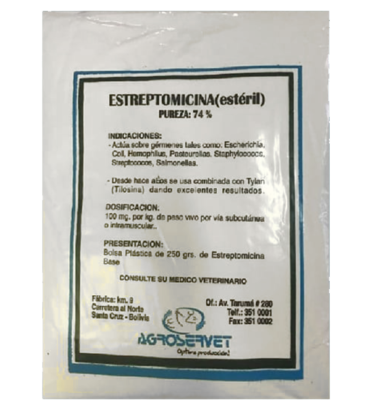 ESTREPTOMICINA(estéril)
PUREZA: 74 %
INDICACIONES:
- Actúa sobre gérmenes tales como: Escherichia,
Coli, Hemophilus, Pasteurellas, Staphylococos,
Streptococos, Salmonellas.
- Desde hace años se usa combinada con Tylan
(Tilosina) dando excelentes resultados.
DOSIFICACION:
100 mg. por kg. de peso vivo por vía subcutánea
o intramuscular.
PRESENTACION:
Bolsa Plástica de 250 grs. de Estreptomicina
Base
CONSULTE SU MEDICO VETERINARIO
Fábrica: km. 9
Carretera al Norte
Santa Cruz - Bolivia
Of.: Av. Tarumá # 280
Telf.: 351 0001
Fax: 351 0002
AGROSERVET
Optima producción!